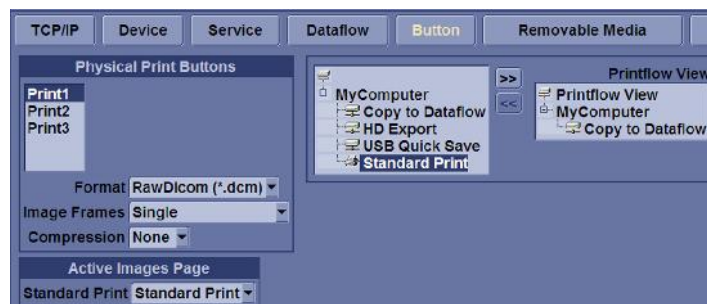 TCP/IP Device Service Dataflow Button Removable Media
Physical Print Buttons
Print1
Print2
Print3
Format RawDicom (*.dcm)
Image Frames Single
Compression None
Active Images Page
Standard Print Standard Print
MyComputer
Copy to Dataflow
HD Export
USB Quick Save
Standard Print
>>
<<
Printflow View
Printflow View
MyComputer
Copy to Dataflow